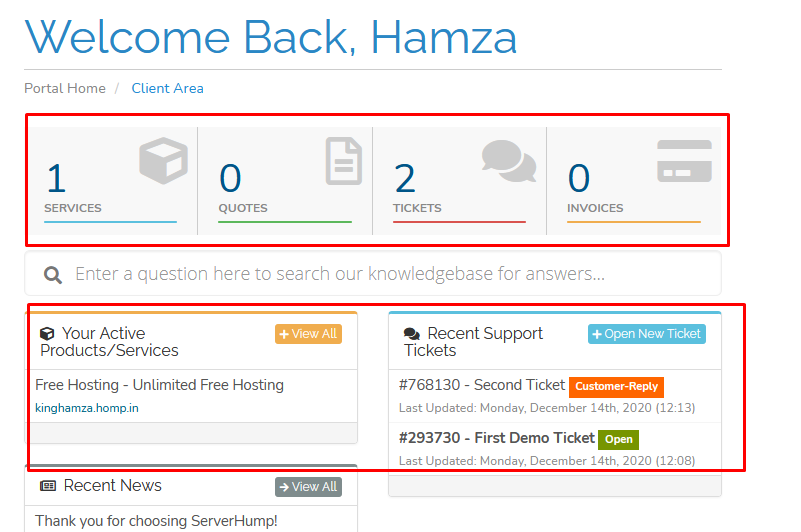 Welcome Back, Hamza
Portal Home / Client Area
1
SERVICES
0
QUOTES
2
TICKETS
0
INVOICES
Enter a question here to search our knowledgebase for answers...
Your Active
Products/Services
+ View All
Free Hosting - Unlimited Free Hosting
kinghamza.homp.in
Recent Support
Tickets
+ Open New Ticket
#768130 - Second Ticket Customer-Reply
Last Updated: Monday, December 14th, 2020 (12:13)
#293730 - First Demo Ticket Open
Last Updated: Monday, December 14th, 2020 (12:08)
Recent News
View All
Thank you for choosing ServerHump!